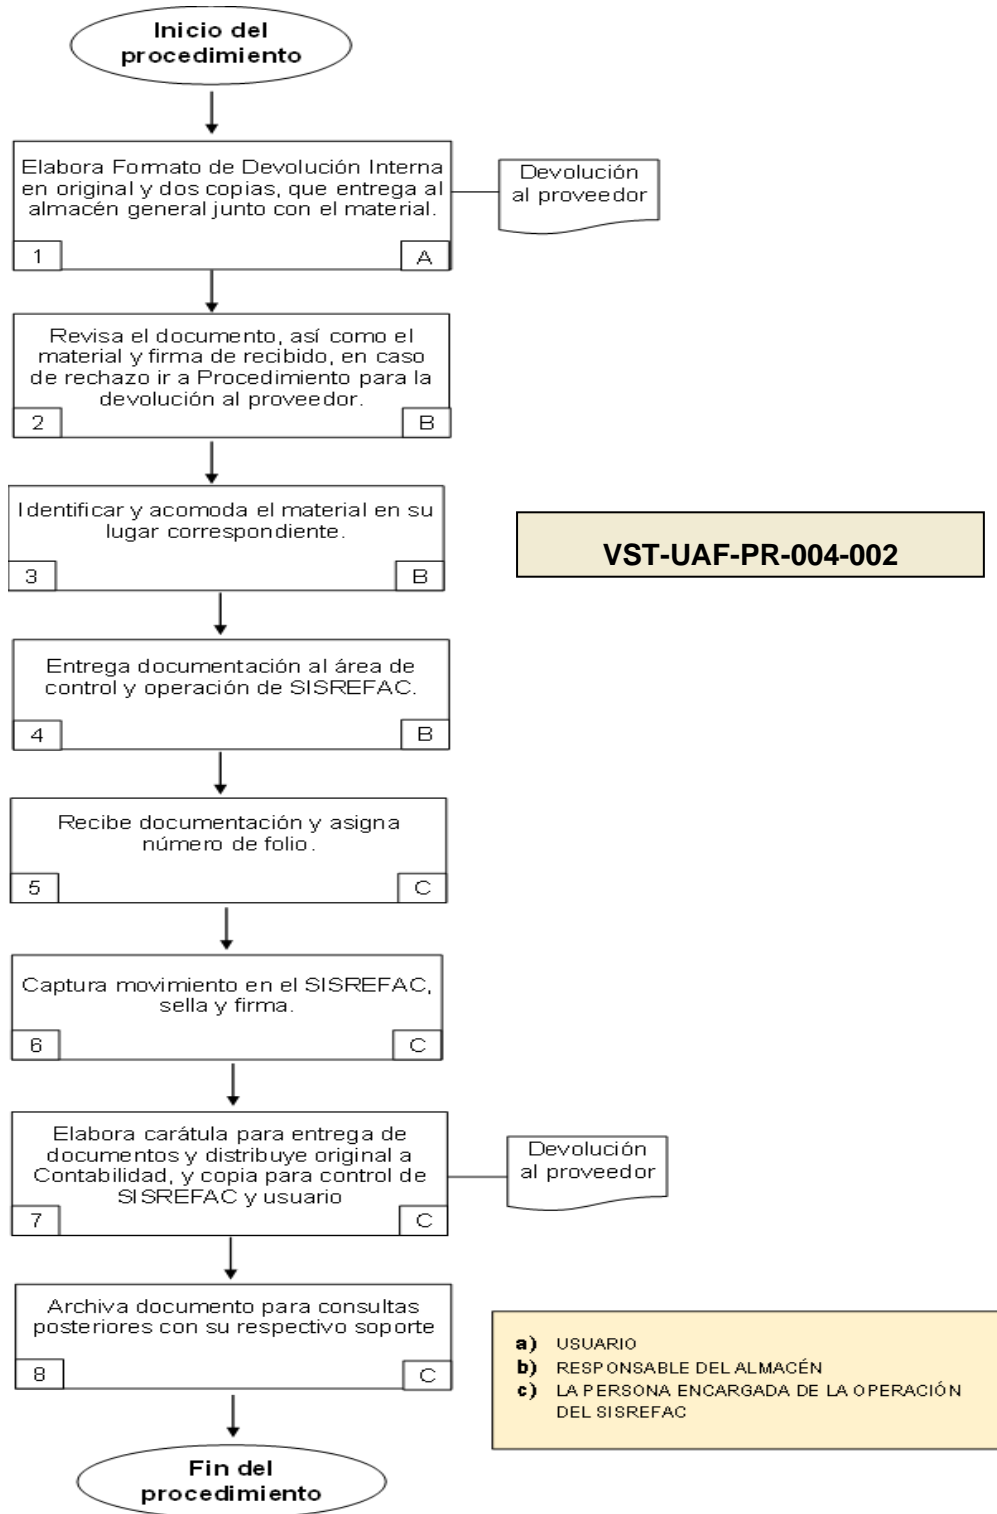 Inicio del
procedimiento
Elabora Formato de Devolución Interna
en original y dos copias, que entrega al
almacén general junto con el material.
1
A
Devolución
al proveedor
Revisa el documento, así como el
material y firma de recibido, en caso
de rechazo ir a Procedimiento para la
devolución al proveedor.
2
B
Identificar y acomoda el material en su
lugar correspondiente.
3
B
VST-UAF-PR-004-002
Entrega documentación al área de
control y operación de SISREFAC.
4
B
Recibe documentación y asigna
número de folio.
5
C
Captura movimiento en el SISREFAC,
sella y firma.
6
C
Elabora carátula para entrega de
documentos y distribuye original a
Contabilidad, y copia para control de
SISREFAC y usuario
7
C
Devolución
al proveedor
Archiva documento para consultas
posteriores con su respectivo soporte
8
C
a) USUARIO
b) RESPONSABLE DEL ALMACÉN
c) LA PERSONA ENCARGADA DE LA OPERACIÓN
DEL SISREFAC
Fin del
procedimiento